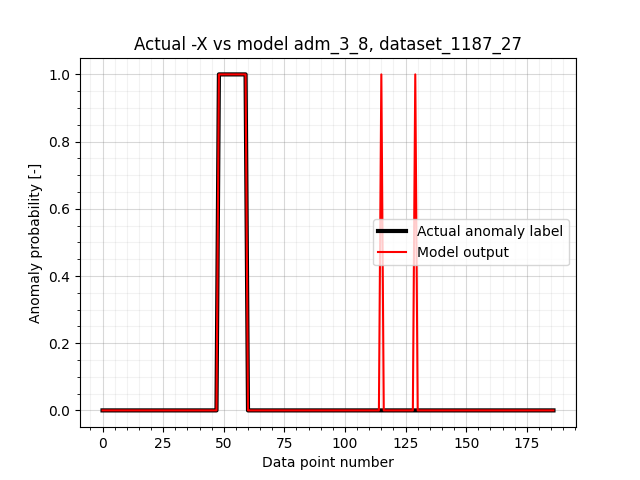 Actual -X vs model adm_3_8, dataset_1187_27
Anomaly probability [-]
1.0
0.8
0.6
0.4
0.2
0.0
Actual anomaly label
Model output
0 25 50 75 100 125 150 175
Data point number